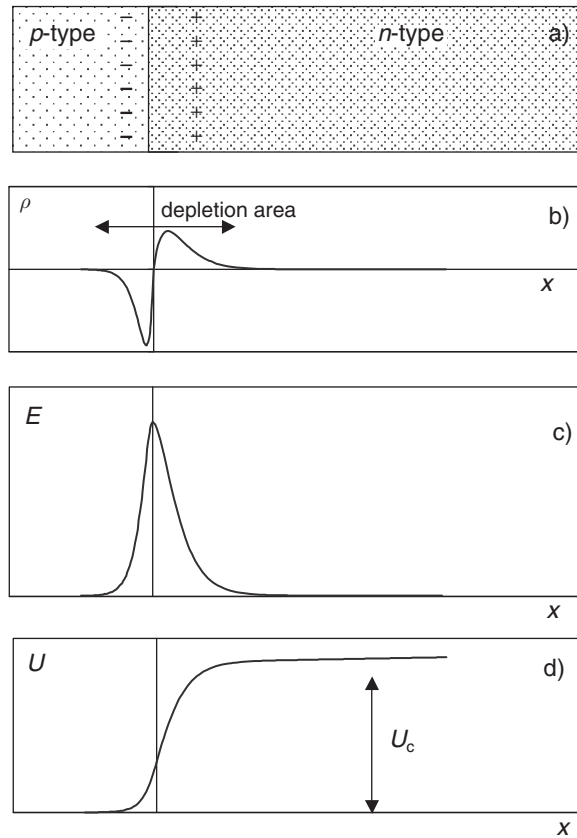 p-type n-type a)
– +
– +
– +
– +
– +
– +
ρ depletion area b)
x
E c)
x
U d)
U_c
x